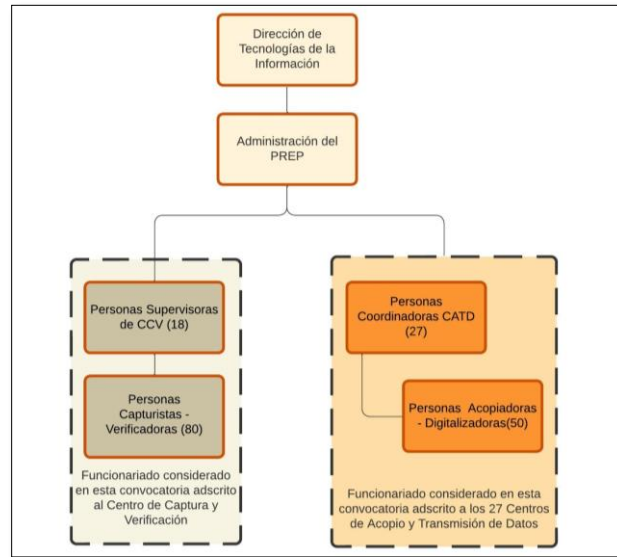 Dirección de
Tecnologías de la
Información
Administración del
PREP
Personas Supervisoras
de CCV (18)
Personas
Capturistas -
Verificadoras (80)
Funcionariado considerado
en esta convocatoria adscrito
al Centro de Captura y
Verificación
Personas
Coordinadoras CATD
(27)
Personas Acopiadoras
- Digitalizadoras(50)
Funcionariado considerado en esta
convocatoria adscrito a los 27 Centros
de Acopio y Transmisión de Datos